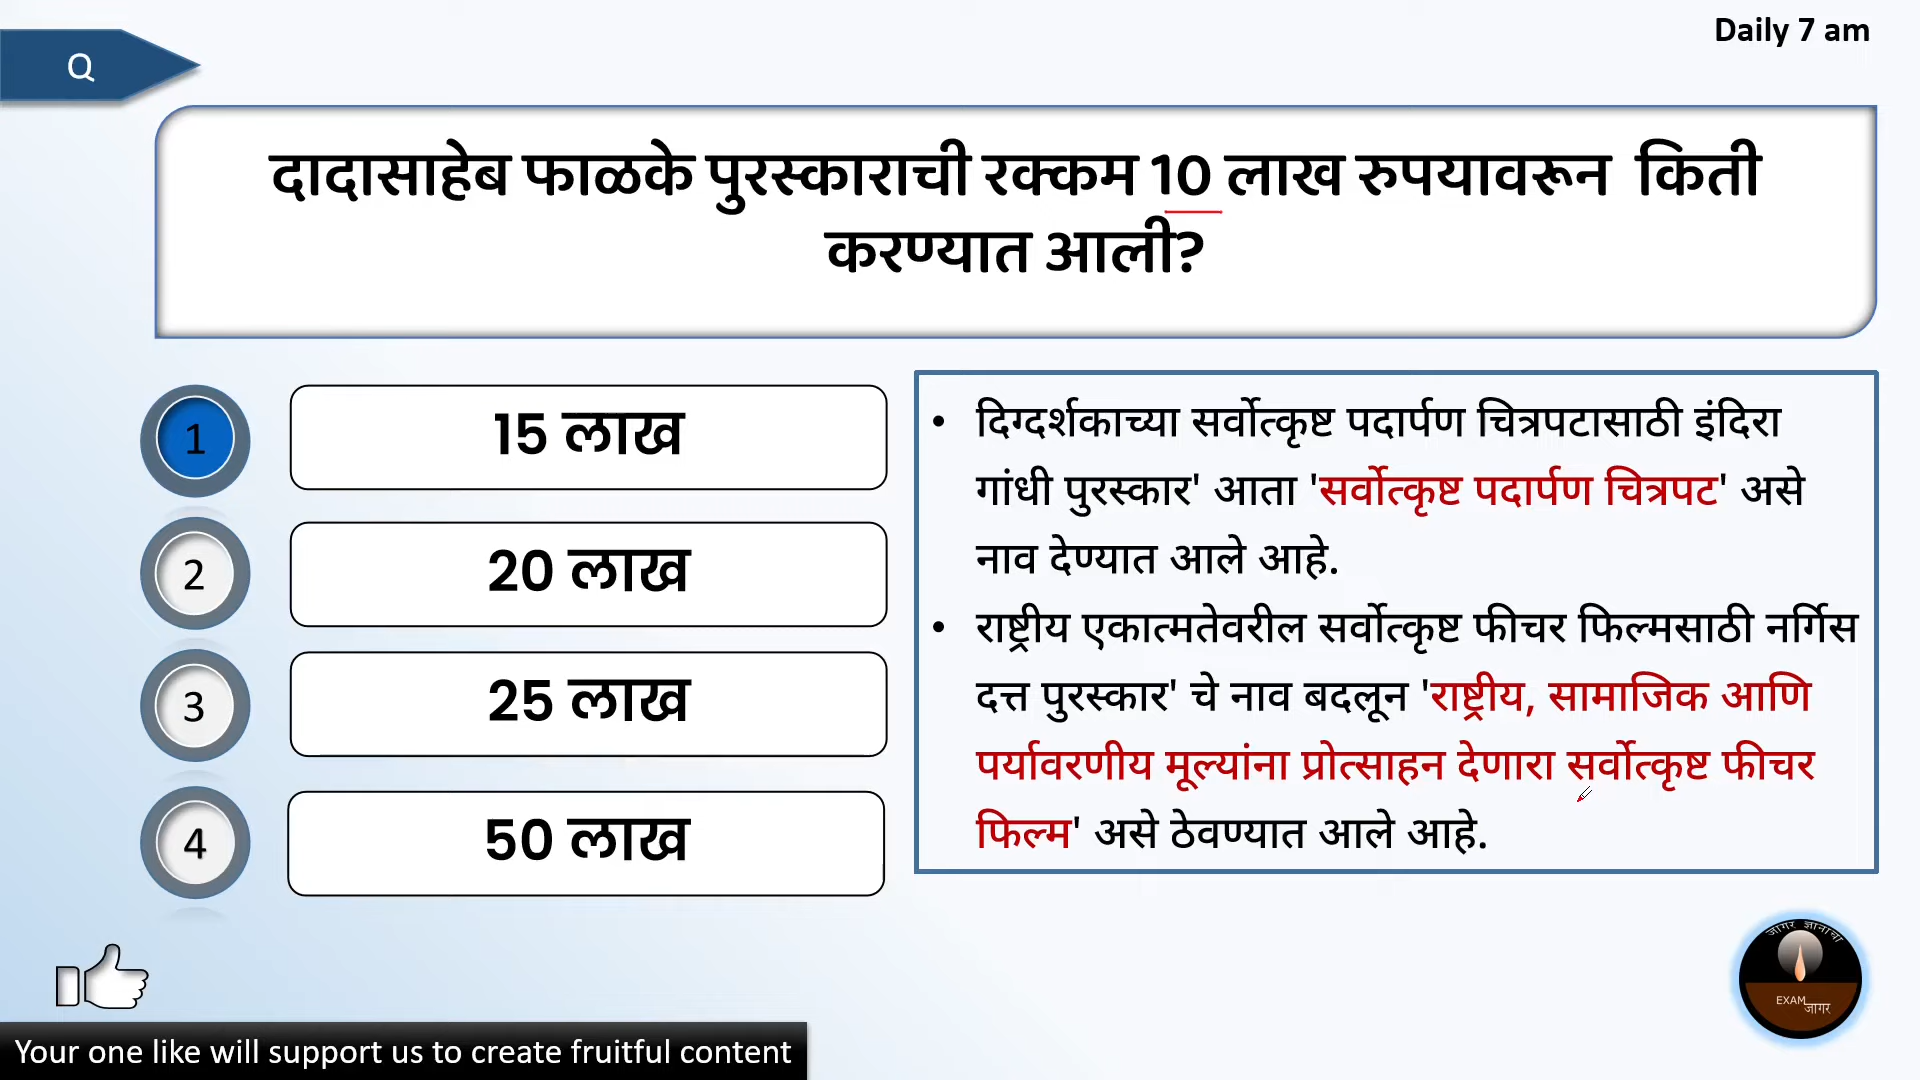 Daily 7 am
Q
दादासाहेब फाळके पुरस्काराची रक्कम 10 लाख रुपयावरून किती
करण्यात आली?
1
15 लाख
2
20 लाख
3
25 लाख
4
50 लाख
• दिग्दर्शकाच्या सर्वोत्कृष्ट पदार्पण चित्रपटासाठी इंदिरा
गांधी पुरस्कार' आता 'सर्वोत्कृष्ट पदार्पण चित्रपट' असे
नाव देण्यात आले आहे.
• राष्ट्रीय एकात्मतेवरील सर्वोत्कृष्ट फीचर फिल्मसाठी नर्गिस
दत्त पुरस्कार' चे नाव बदलून 'राष्ट्रीय, सामाजिक आणि
पर्यावरणीय मूल्यांना प्रोत्साहन देणारा सर्वोत्कृष्ट फीचर
फिल्म' असे ठेवण्यात आले आहे.
जागर ज्ञानाचा
EXAM
जागर
Your one like will support us to create fruitful content